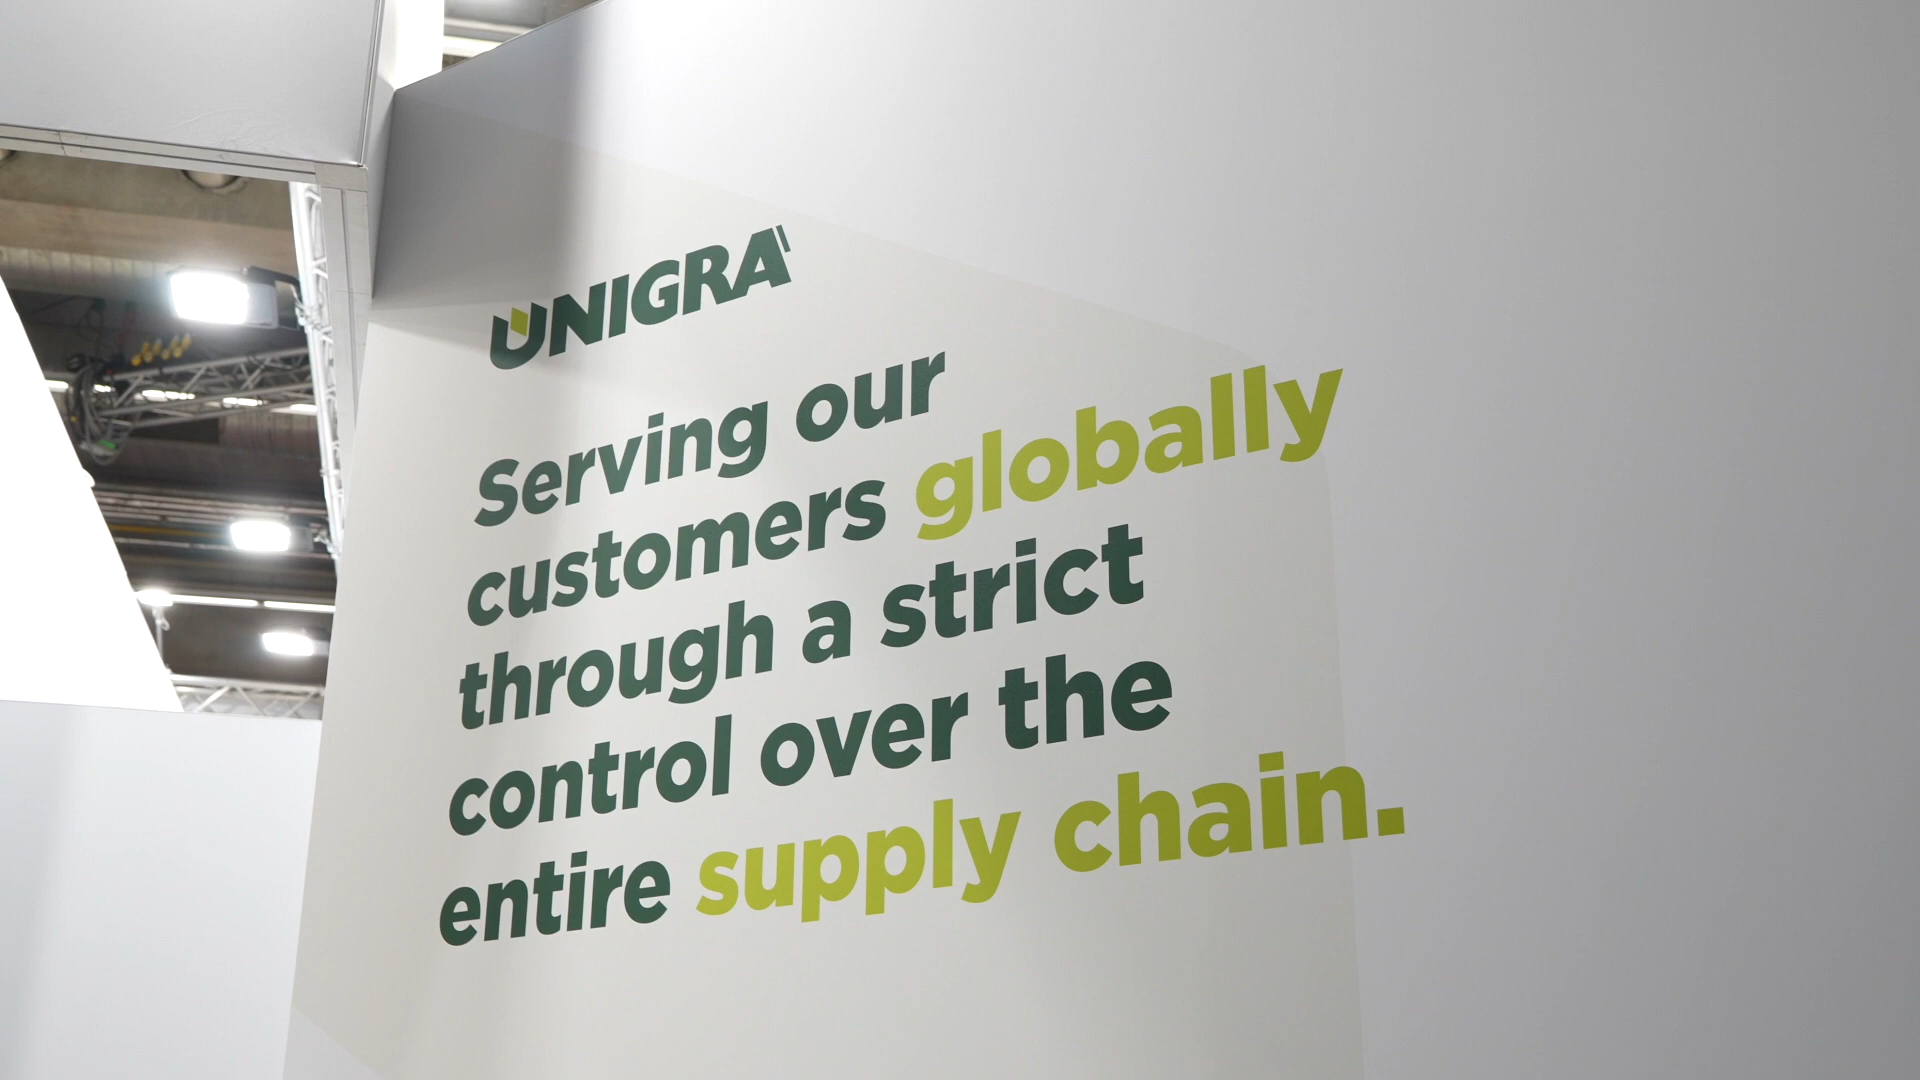 UNIGRA'
Serving our
customers globally
through a strict
control over the
entire supply chain.